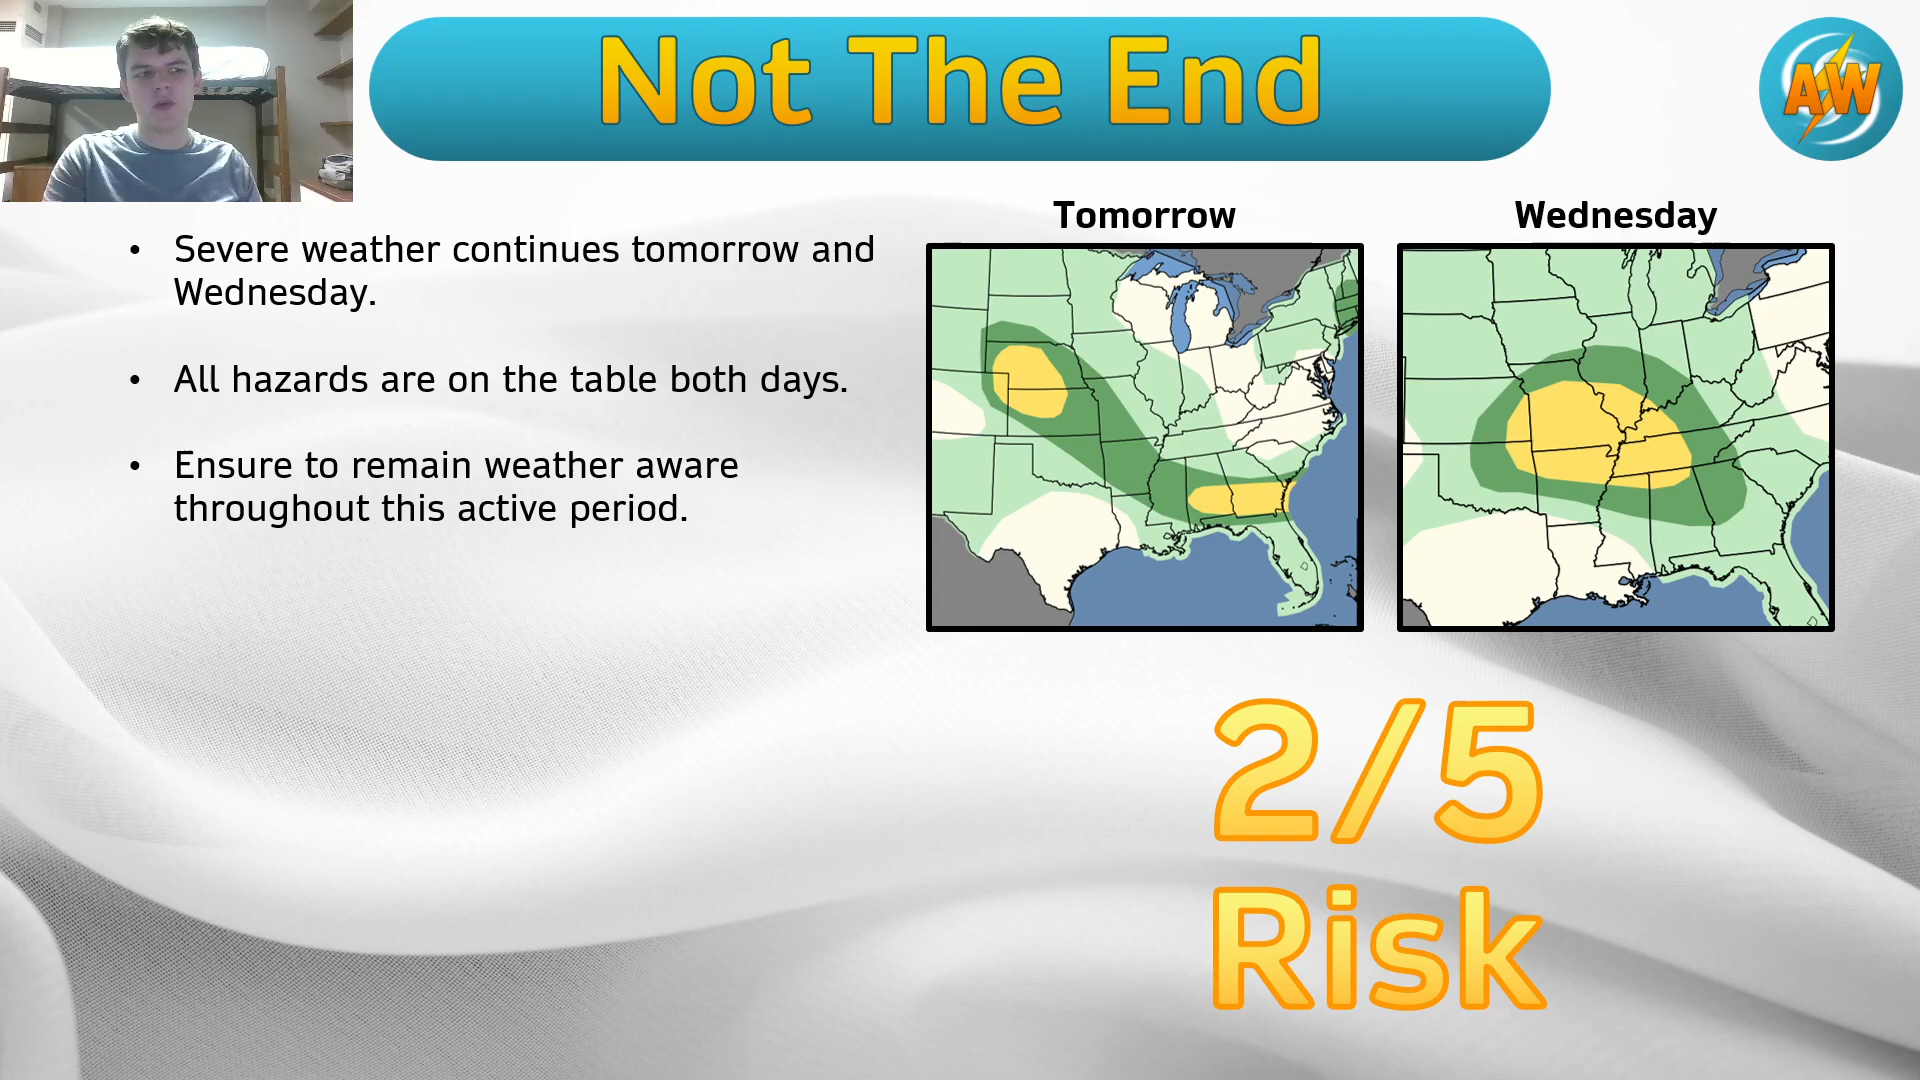 Not The End
AW
Tomorrow
Wednesday
• Severe weather continues tomorrow and
Wednesday.
• All hazards are on the table both days.
• Ensure to remain weather aware
throughout this active period.
2/5
Risk